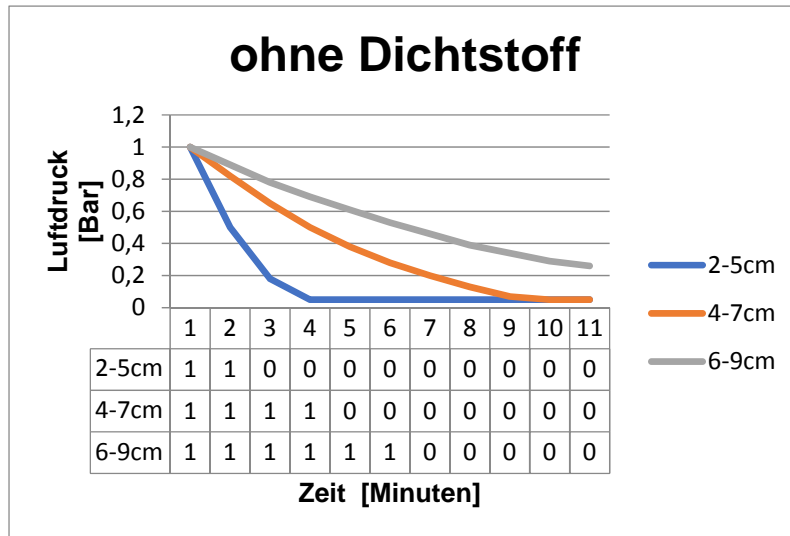 ohne Dichtstoff
Luftdruck
[Bar]
1,2
1
0,8
0,6
0,4
0,2
0
1 2 3 4 5 6 7 8 9 10 11
2-5cm 1 1 0 0 0 0 0 0 0 0 0
4-7cm 1 1 1 1 0 0 0 0 0 0 0
6-9cm 1 1 1 1 1 1 0 0 0 0 0
Zeit [Minuten]
2-5cm
4-7cm
6-9cm